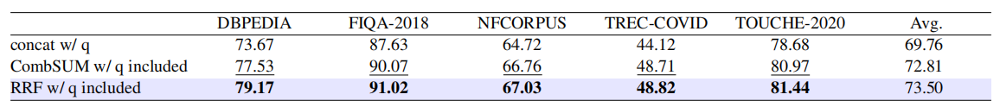 DBPEDIA FIQA-2018 NFCORPUS TREC-COVID TOUCHE-2020 Avg.
concat w/ q 73.67 87.63 64.72 44.12 78.68 69.76
CombSUM w/ q included 77.53 90.07 66.76 48.71 80.97 72.81
RRF w/ q included 79.17 91.02 67.03 48.82 81.44 73.50